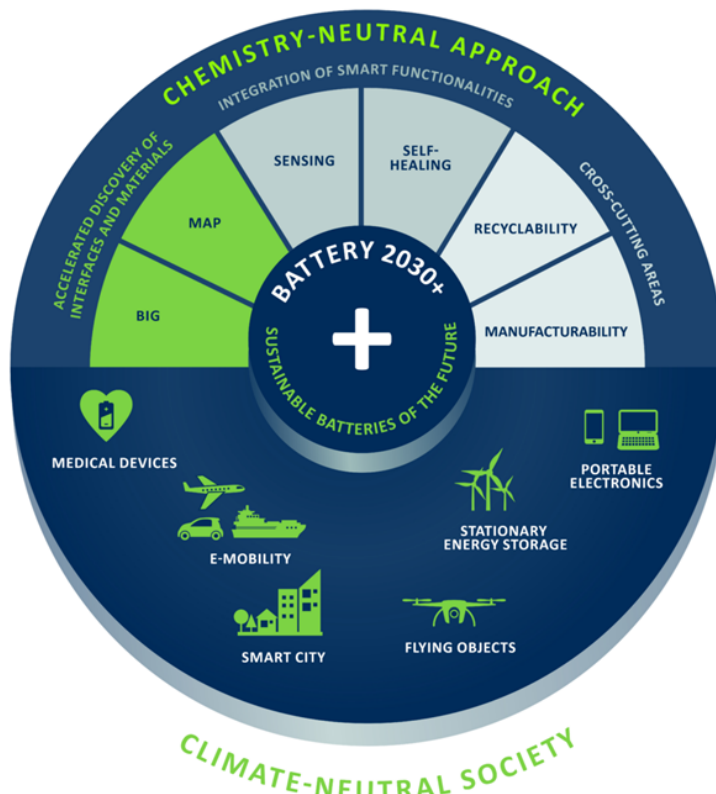 CHEMISTRY-NEUTRAL APPROACH
INTEGRATION OF SMART FUNCTIONALITIES
ACCELERATED DISCOVERY OF
INTERFACES AND MATERIALS
CROSS-CUTTING AREAS
BIG
MAP
SENSING
SELF-
HEALING
RECYCLABILITY
MANUFACTURABILITY
BATTERY 2030+
SUSTAINABLE BATTERIES OF THE FUTURE
MEDICAL DEVICES
E-MOBILITY
SMART CITY
FLYING OBJECTS
STATIONARY
ENERGY STORAGE
PORTABLE
ELECTRONICS
CLIMATE-NEUTRAL SOCIETY